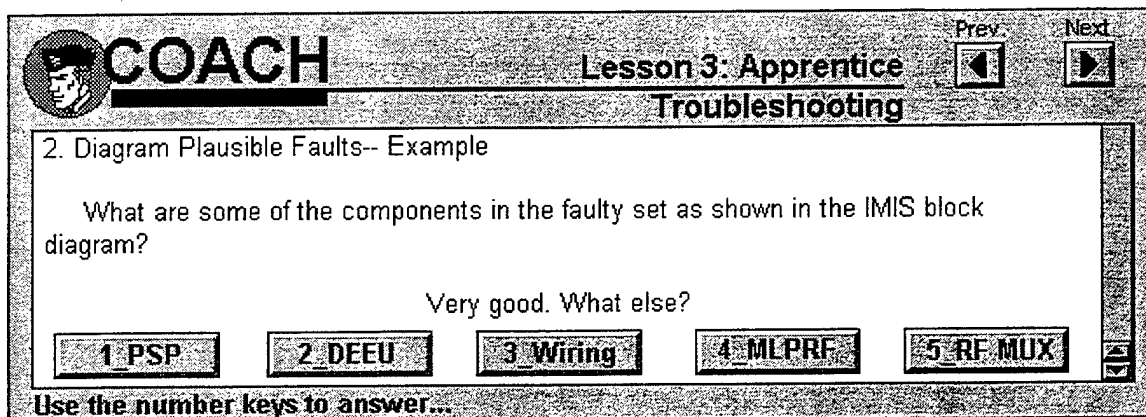 Prev. Next
COACH
Lesson 3: Apprentice
Troubleshooting
2. Diagram Plausible Faults-- Example
What are some of the components in the faulty set as shown in the IMIS block
diagram?
Very good. What else?
1_PSP 2_DEEU 3_Wiring 4_MLPRF 5_RF MUX
Use the number keys to answer...